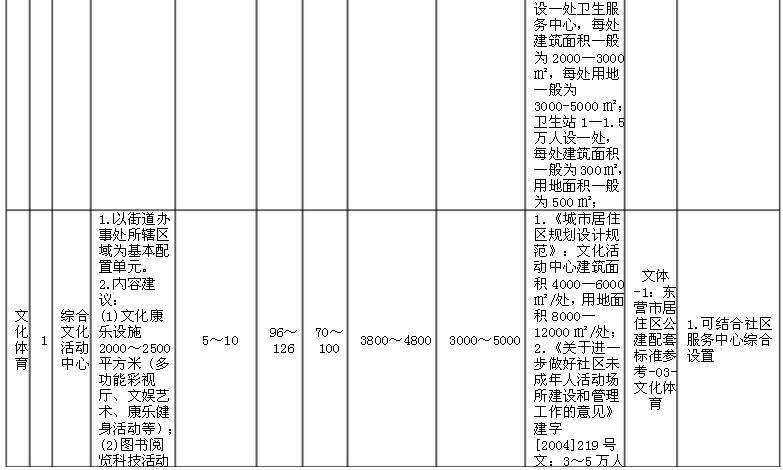 设一处卫生服
务中心，每处
建筑面积一般
为 2000—3000
㎡，每处用地
一般为
3000-5000 ㎡；
卫生站 1—1.5
万人设一处，
每处建筑面积
一般为 300㎡，
用地面积一般
为 500 ㎡；
文
化
体
育
1
综合
文化
活动
中心
1.以街道办
事处所辖区
域为基本配
置单元。
2.内容建
议：
(1)文化康
乐设施
2000～2500
平方米（多
功能彩视
厅、文娱艺
术、康乐健
身活动等)；
(2)图书阅
览科技活动
5～10
96～
126
70～
100
3800～4800
3000～5000
1.《城市居住
区规划设计规
范》：文化活
动中心建筑面
积 4000—6000
㎡/处，用地面
积 8000—
12000 ㎡/处；
2.《关于进一
步做好社区未
成年人活动场
所建设和管理
工作的意见》
建字
[2004]219 号
文：3～5 万人
文体
-1：东
营市居
住区公
建配套
标准参
考-03-
文化体
育
1.可结合社区
服务中心综合
设置